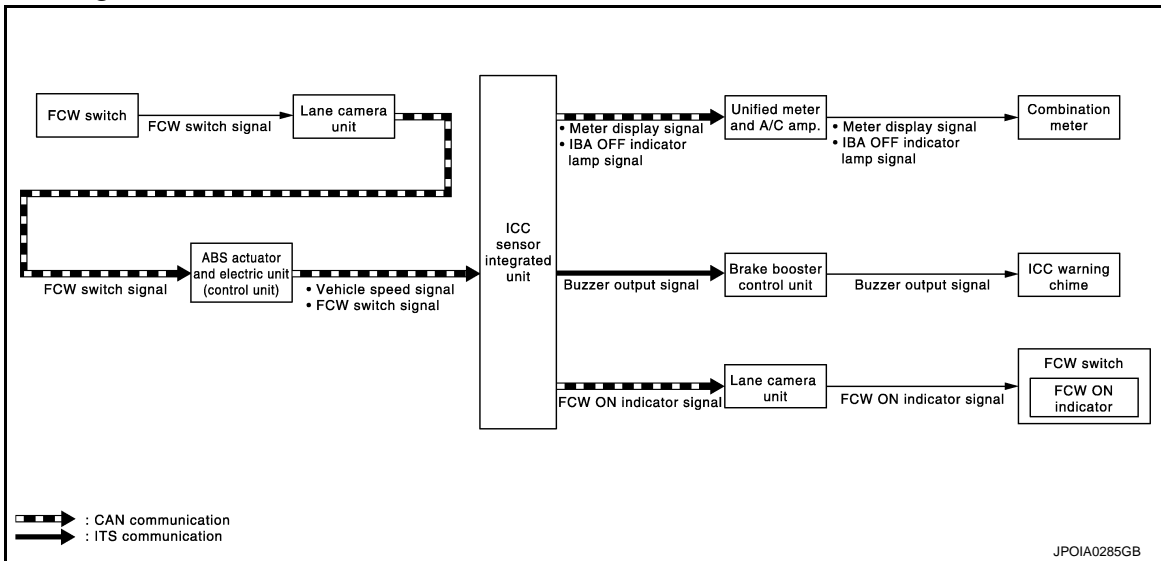 FCW switch
FCW switch signal
Lane camera
unit
FCW switch signal
ABS actuator
and electric unit
(control unit)
• Vehicle speed signal
• FCW switch signal
ICC
sensor
integrated
unit
• Meter display signal
• IBA OFF indicator
lamp signal
Unified meter
and A/C amp.
• Meter display signal
• IBA OFF indicator
lamp signal
Combination
meter
Buzzer output signal
Brake booster
control unit
Buzzer output signal
ICC warning
chime
FCW ON indicator signal
Lane camera
unit
FCW ON indicator signal
FCW switch
FCW ON
indicator
: CAN communication
: ITS communication
JPOIA0285GB